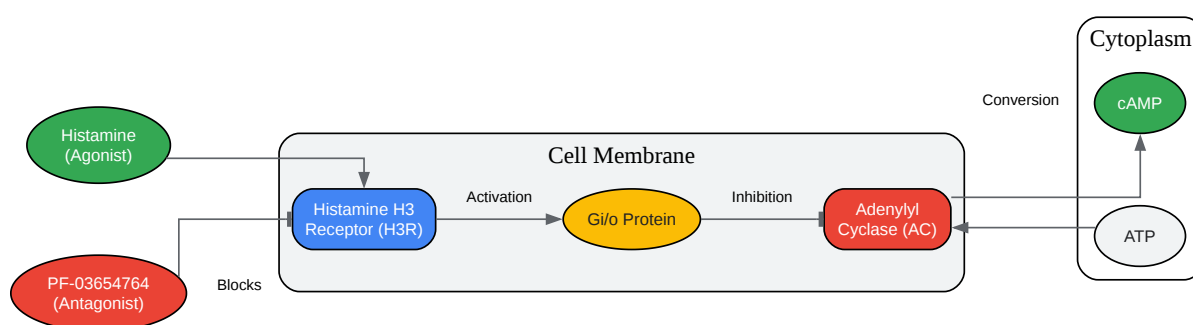 Cytoplasm
Conversion
cAMP
Histamine
(Agonist)
Cell Membrane
Histamine H3
Receptor (H3R)
Activation
Gi/o Protein
Inhibition
Adenylyl
Cyclase (AC)
ATP
PF-03654764
(Antagonist)
Blocks